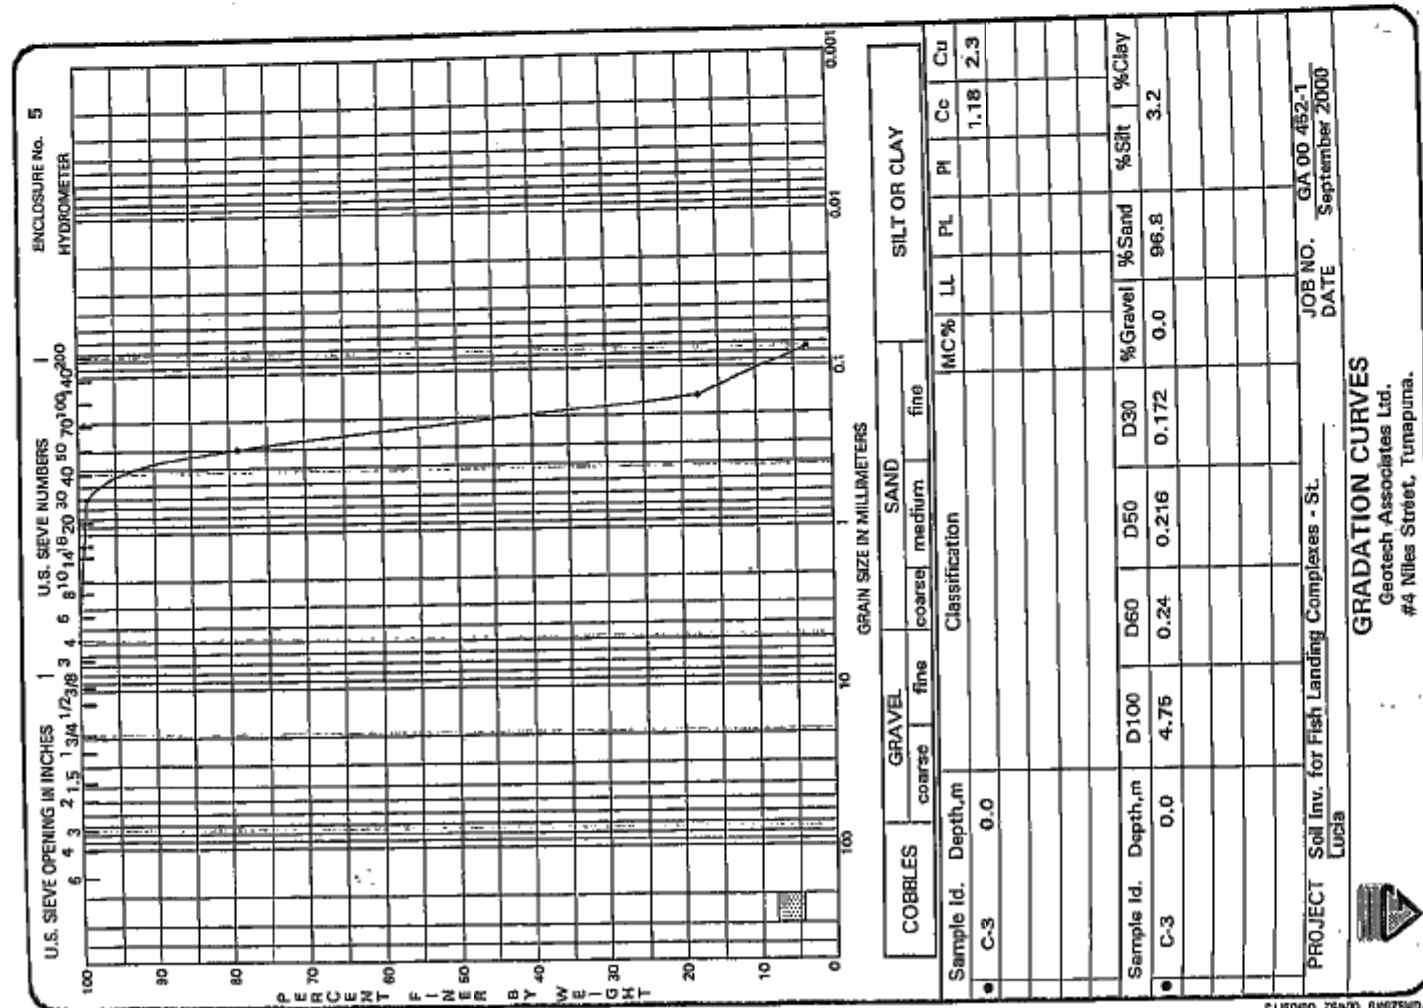 U.S. SIEVE OPENING IN INCHES | U.S. SIEVE NUMBERS | ENCLOSURE No. 5
HYDROMETER
6 4 3 2 1.5 1 3/4 1/2 3/8 3 4 6 8 10 14 16 20 30 40 50 70 100 140 200
100
90
80
70
60
50
40
30
20
10
0
PERCENT FINER BY WEIGHT
100 10 1 0.1 0.01 0.001
GRAIN SIZE IN MILLIMETERS
COBBLES GRAVEL SAND SILT OR CLAY
coarse fine coarse medium fine
Sample Id. Depth,m Classification MC% LL PL PI Cc Cu
C-3 0.0 1.18 2.3
Sample Id. Depth,m D100 D60 D50 D30 %Gravel %Sand %Silt %Clay
C-3 0.0 4.75 0.24 0.216 0.172 0.0 96.8 3.2
PROJECT Soil Inv. for Fish Landing Complexes - St. JOB NO. GA 00 452-1
Lucia DATE September 2000
GRADATION CURVES
Geotech Associates Ltd.
#4 Niles Street, Tunapuna.